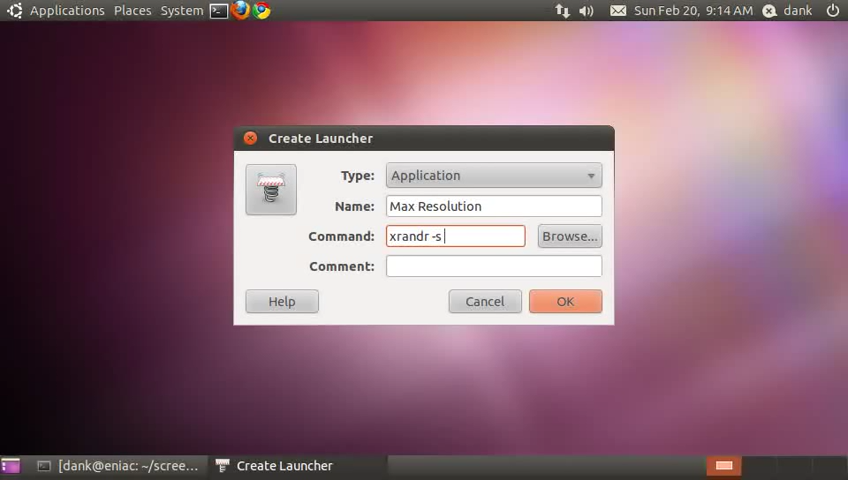 Applications Places System Sun Feb 20, 9:14 AM dank
Create Launcher
Type: Application
Name: Max Resolution
Command: xrandr -s Browse...
Comment:
Help Cancel OK
[dank@eniac: ~/scree... Create Launcher